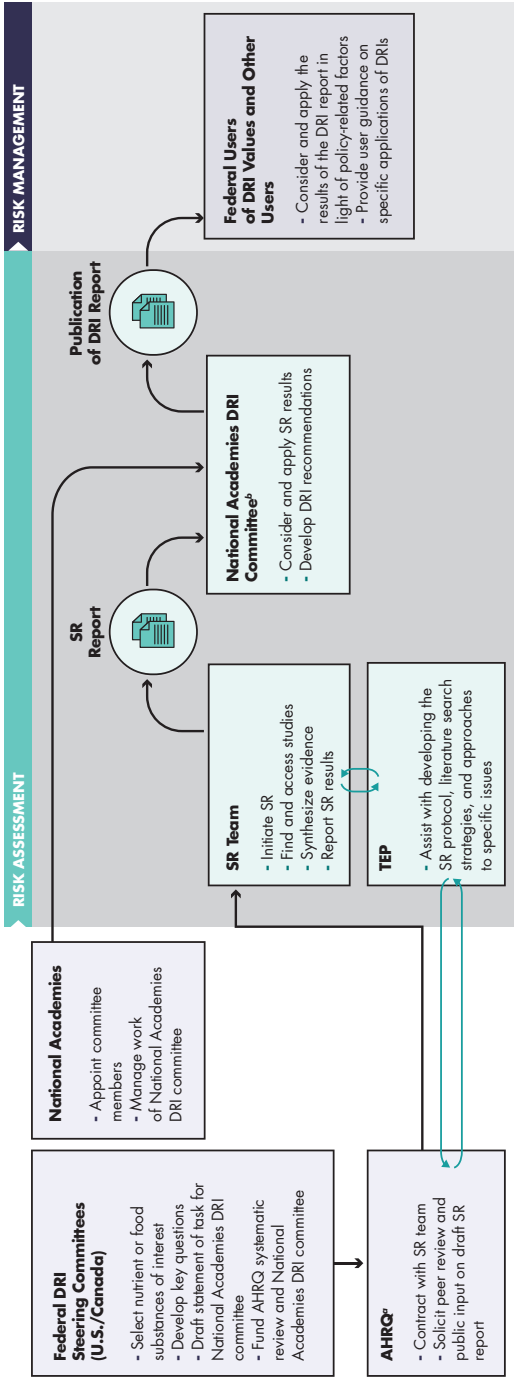 RISK ASSESSMENT
RISK MANAGEMENT
Federal DRI
Steering Committees
(U.S./Canada)
- Select nutrient or food
substances of interest
- Develop key questions
- Draft statement of task for
National Academies DRI
committee
- Fund AHRQ systematic
review and National
Academies DRI committee
National Academies
- Appoint committee
members
- Manage work
of National Academies
DRI committee
AHRQa
- Contract with SR team
- Solicit peer review and
public input on draft SR
report
SR Team
- Initiate SR
- Find and access studies
- Synthesize evidence
- Report SR results
TEP
- Assist with developing the
SR protocol, literature search
strategies, and approaches
to specific issues
SR
Report
National Academies DRI
Committeeb
- Consider and apply SR results
- Develop DRI recommendations
Publication
of DRI Report
Federal Users
of DRI Values and Other
Users
- Consider and apply the
results of the DRI report in
light of policy-related factors
- Provide user guidance on
specific applications of DRIs